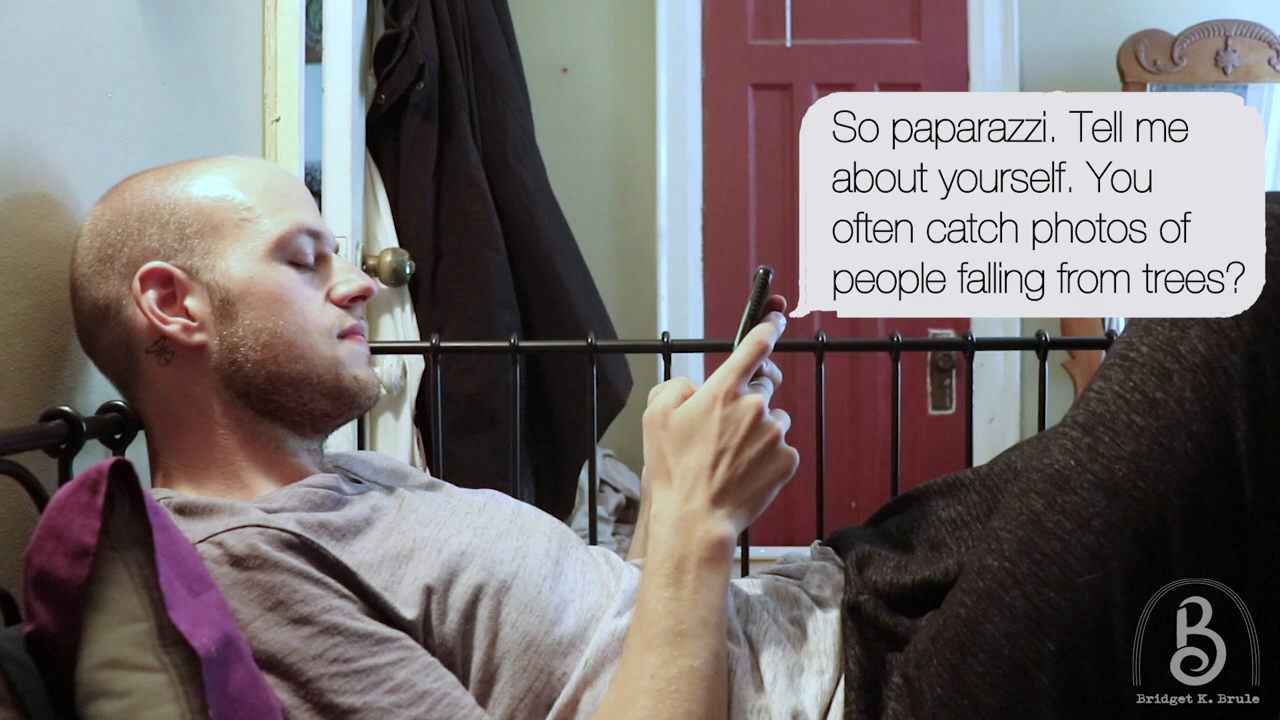 So paparazzi. Tell me
about yourself. You
often catch photos of
people falling from trees?
B
Bridget K. Brule